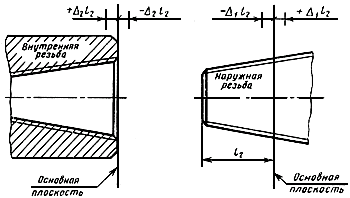 +Δ₂l₂
-Δ₂l₂
-Δ₁l₂
+Δ₁l₂
Внутренняя
резьба
Наружная
резьба
l₂
Основная
плоскость
Основная
плоскость